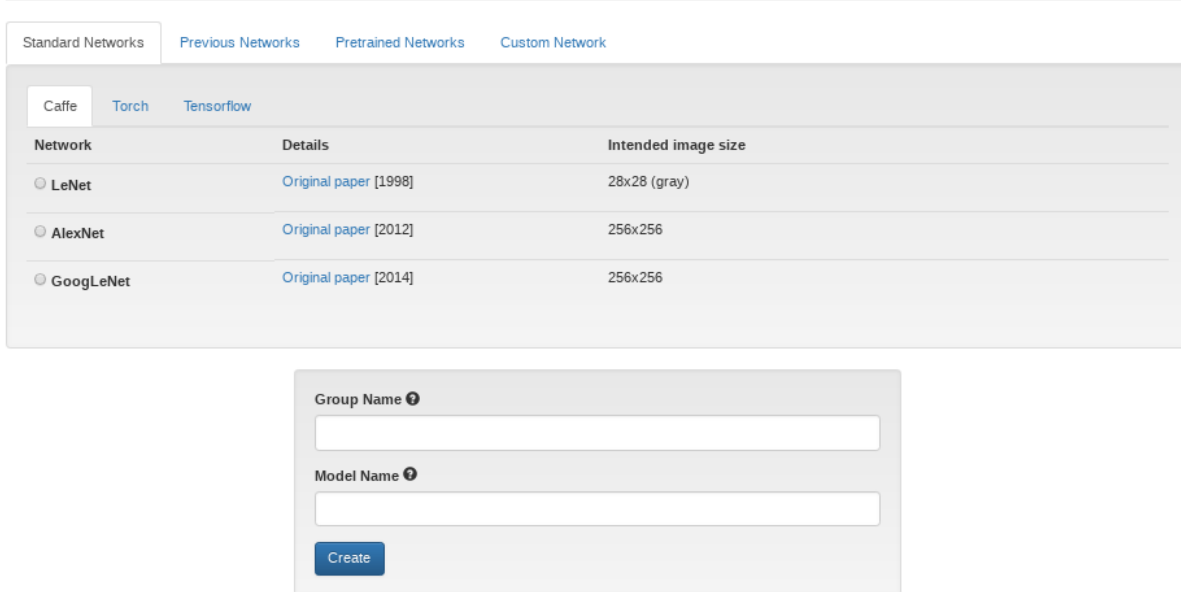 Standard Networks Previous Networks Pretrained Networks Custom Network
Caffe Torch Tensorflow
Network Details Intended image size
LeNet Original paper [1998] 28x28 (gray)
AlexNet Original paper [2012] 256x256
GoogLeNet Original paper [2014] 256x256
Group Name ?
Model Name ?
Create